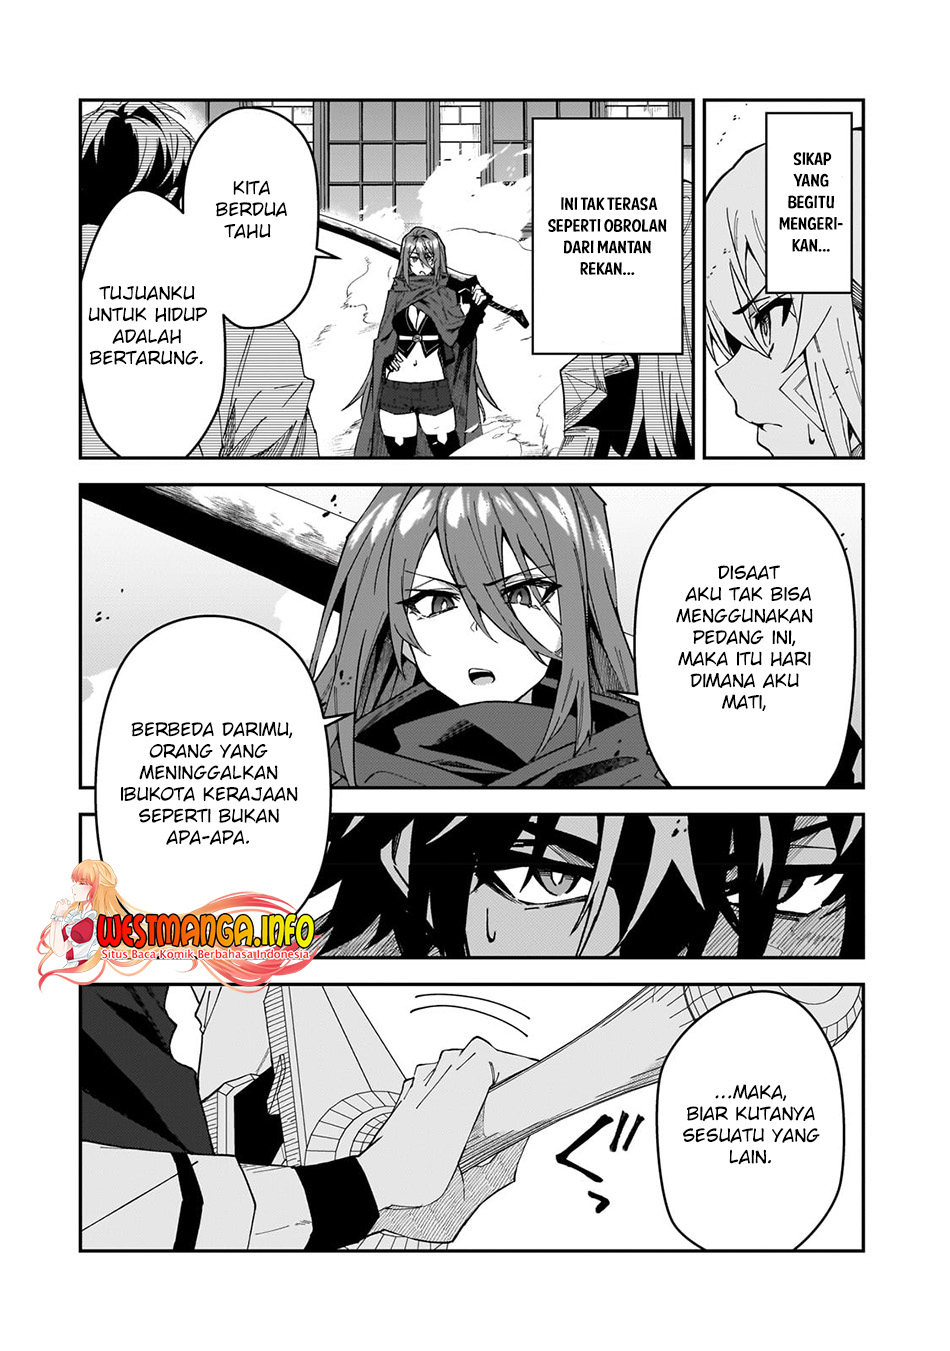 SIKAP
YANG
BEGITU
MENGERI-
KAN...
INI TAK TERASA
SEPERTI OBROLAN
DARI MANTAN
REKAN...
KITA
BERDUA
TAHU
TUJUANKU
UNTUK HIDUP
ADALAH
BERTARUNG.
DISAAT
AKU TAK BISA
MENGGUNAKAN
PEDANG INI,
MAKA ITU HARI
DIMANA AKU
MATI,
BERBEDA DARIMU,
ORANG YANG
MENINGGALKAN
IBUKOTA KERAJAAN
SEPERTI BUKAN
APA-APA.
WESTMANGA.INFO
Situs Baca Komik Berbahasa Indonesia
...MAKA,
BIAR KUTANYA
SESUATU YANG
LAIN.
ぐ